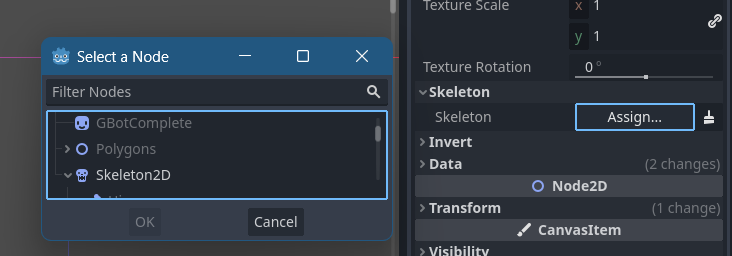 Texture Scale
x 1
y 1
Select a Node
Texture Rotation
0 °
Filter Nodes
Skeleton
Skeleton
Assign...
GBotComplete
Invert
Polygons
Data
(2 changes)
Skeleton2D
Node2D
Transform
(1 change)
OK
Cancel
CanvasItem
Visibility